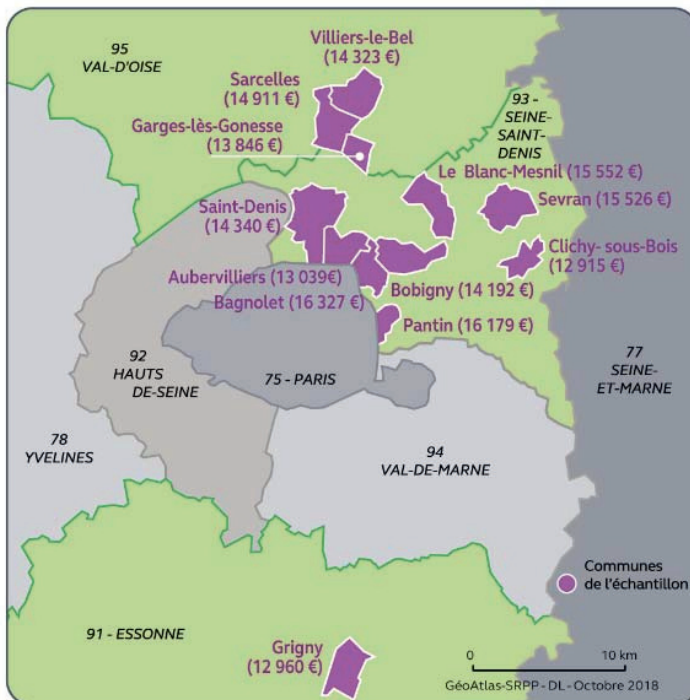 95
VAL-D'OISE
Villiers-le-Bel
(14 323 €)
Sarcelles
(14 911 €)
Garges-lès-Gonesse
(13 846 €)
93 -
SEINE-
SAINT-
DENIS
Le Blanc-Mesnil (15 552 €)
Sevran (15 526 €)
Saint-Denis
(14 340 €)
Clichy- sous-Bois
(12 915 €)
Aubervilliers (13 039€)
Bagnolet (16 327 €)
Bobigny (14 192 €)
Pantin (16 179 €)
92
HAUTS
DE-SEINE
75 - PARIS
77
SEINE-
ET-MARNE
78
YVELINES
94
VAL-DE-MARNE
Communes
de l'échantillon
91 - ESSONNE
Grigny
(12 960 €)
0
10 km
GéoAtlas-SRPP - DL - Octobre 2018